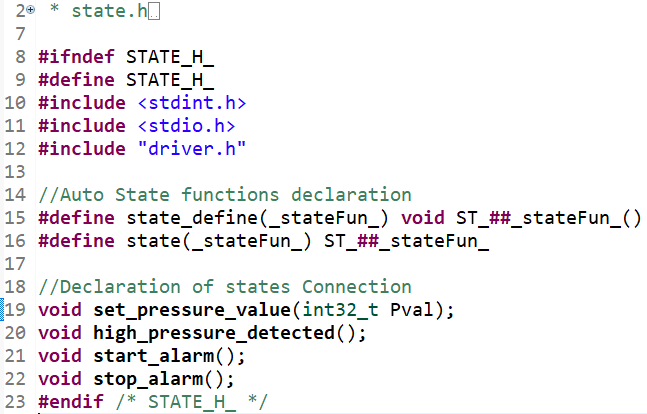 2 * state.h
7
8 #ifndef STATE_H_
9 #define STATE_H_
10 #include <stdint.h>
11 #include <stdio.h>
12 #include "driver.h"
13
14 //Auto State functions declaration
15 #define state_define(_stateFun_) void ST_##_stateFun_()
16 #define state(_stateFun_) ST_##_stateFun_
17
18 //Declaration of states Connection
19 void set_pressure_value(int32_t Pval);
20 void high_pressure_detected();
21 void start_alarm();
22 void stop_alarm();
23 #endif /* STATE_H_ */